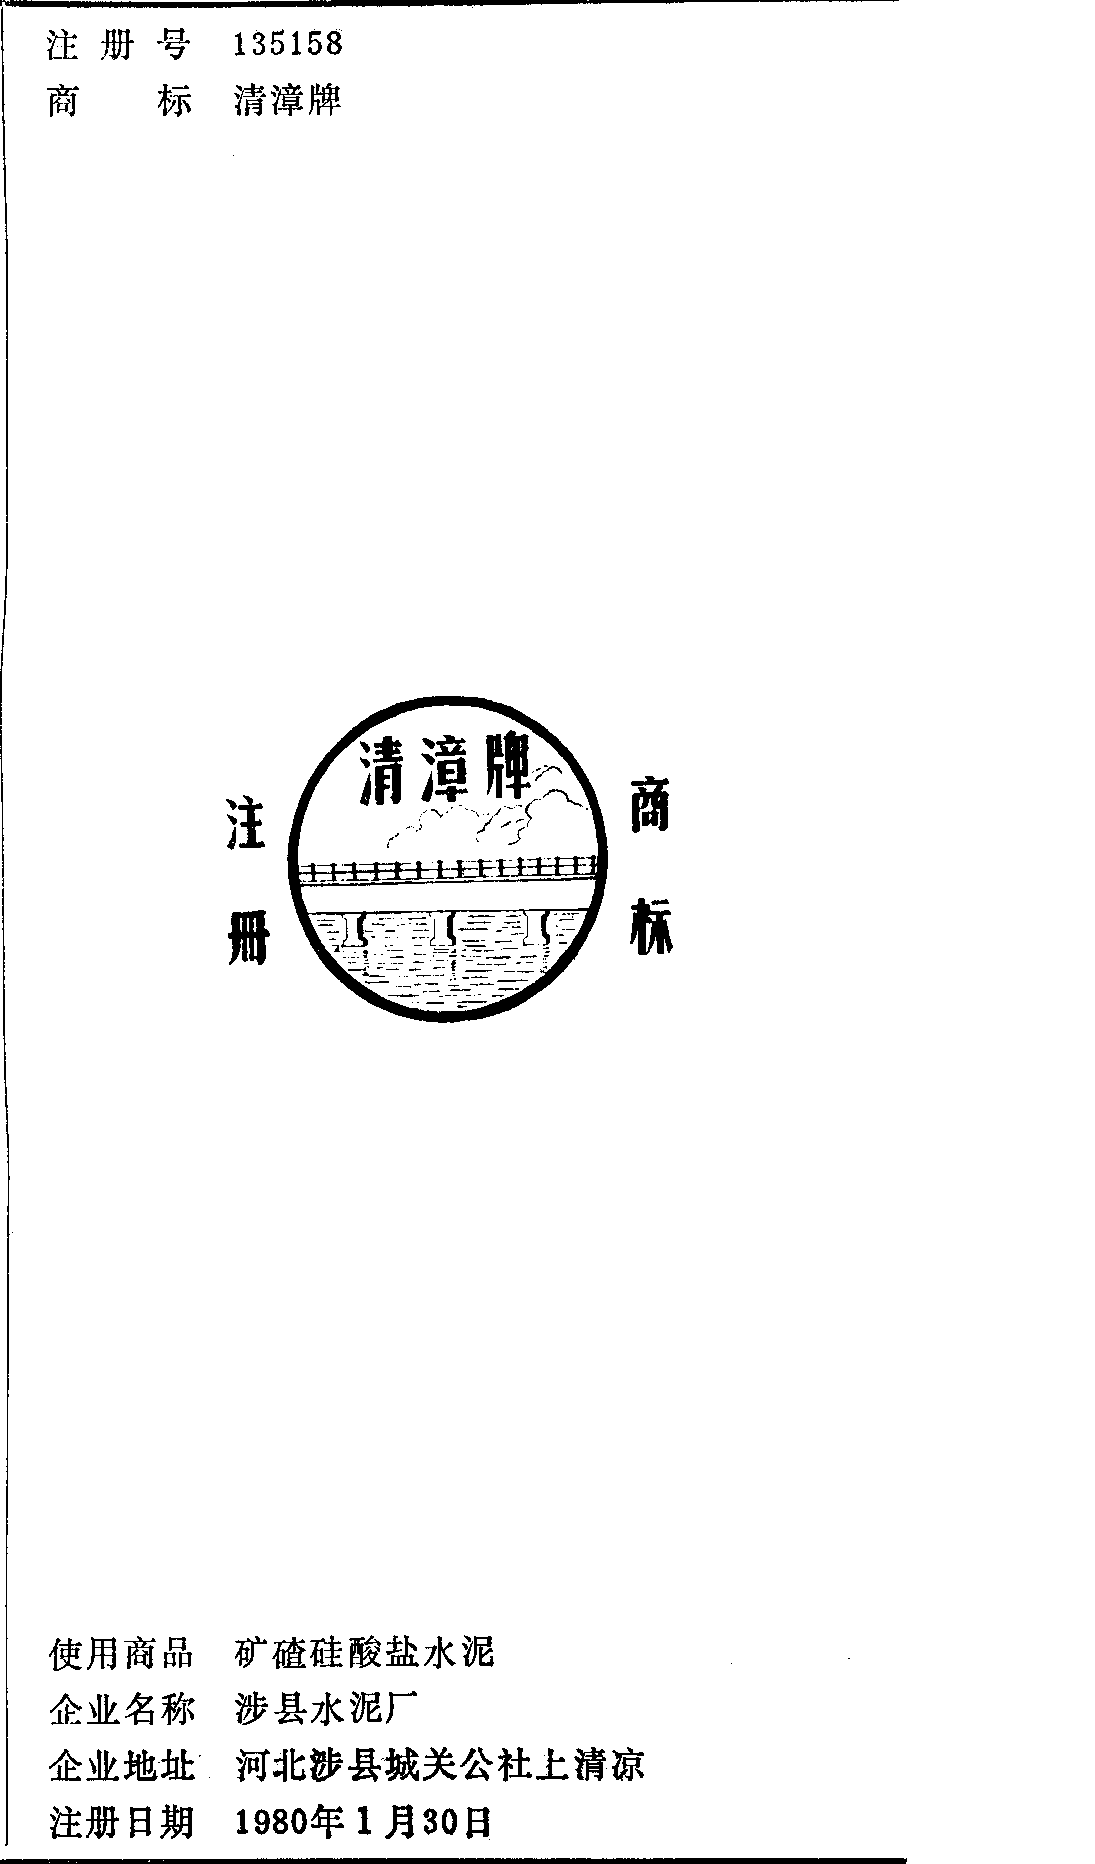 注册号 135158
商标 清漳牌
清漳牌
注册
商标
使用商品 矿碴硅酸盐水泥
企业名称 涉县水泥厂
企业地址 河北涉县城关公社上清凉
注册日期 1980年1月30日